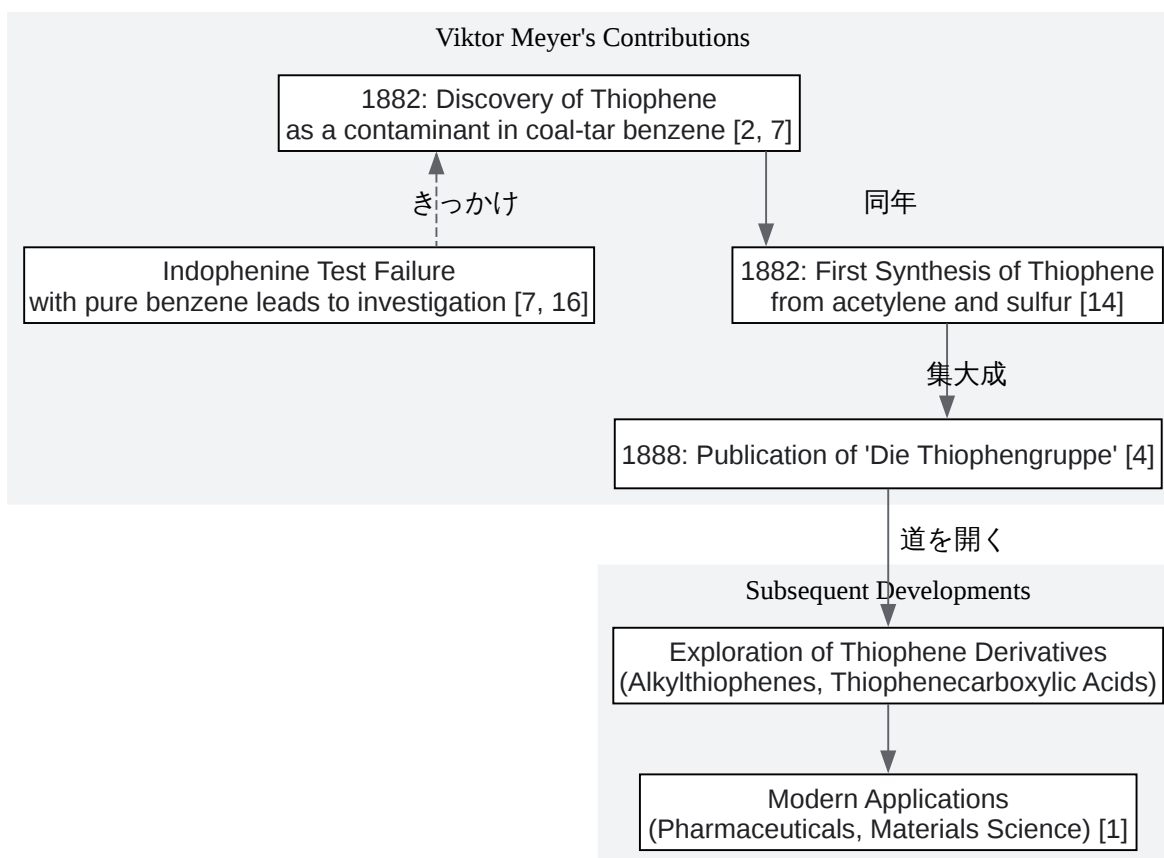 Viktor Meyer's Contributions
1882: Discovery of Thiophene
as a contaminant in coal-tar benzene [2, 7]
きっかけ
同年
Indophenine Test Failure
with pure benzene leads to investigation [7, 16]
1882: First Synthesis of Thiophene
from acetylene and sulfur [14]
集大成
1888: Publication of 'Die Thiophengruppe' [4]
道を開く
Subsequent Developments
Exploration of Thiophene Derivatives
(Alkylthiophenes, Thiophenecarboxylic Acids)
Modern Applications
(Pharmaceuticals, Materials Science) [1]